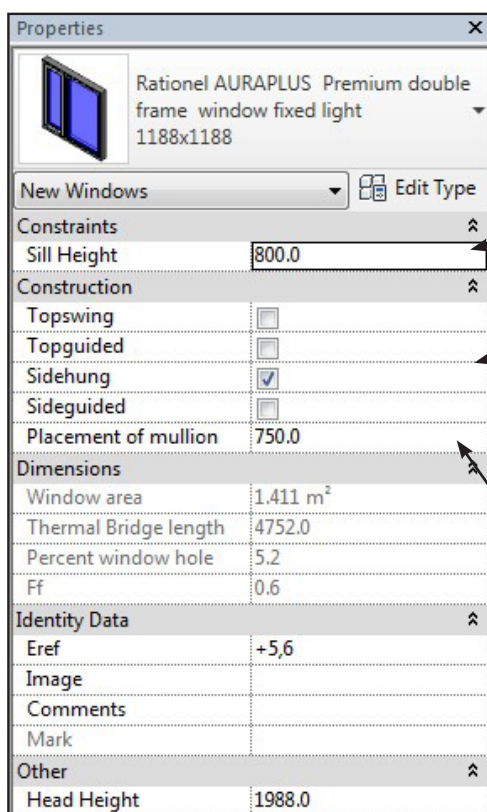 Properties
Rationel AURAPLUS Premium double
frame window fixed light
1188x1188
New Windows
Edit Type
Constraints
Sill Height 800.0
Construction
Topswing
Topguided
Sidehung
Sideguided
Placement of mullion 750.0
Dimensions
Window area 1.411 m²
Thermal Bridge length 4752.0
Percent window hole 5.2
Ff 0.6
Identity Data
Eref +5,6
Image
Comments
Mark
Other
Head Height 1988.0